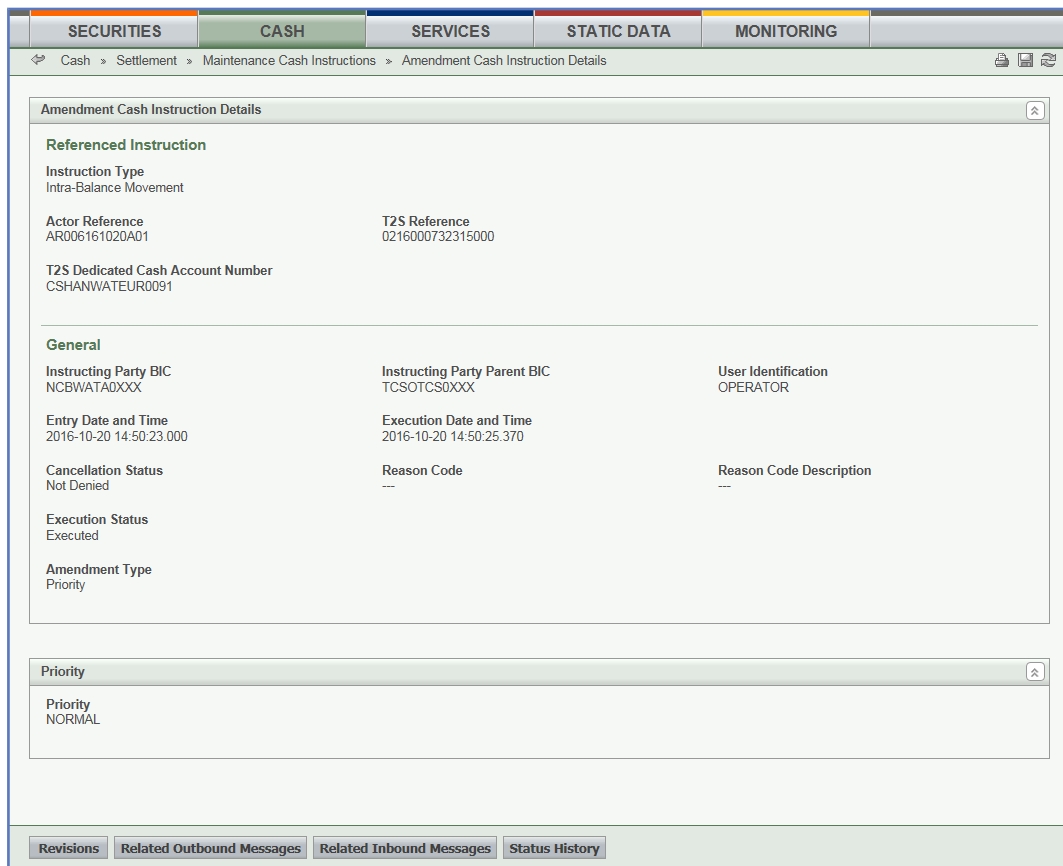 SECURITIES CASH SERVICES STATIC DATA MONITORING
Cash » Settlement » Maintenance Cash Instructions » Amendment Cash Instruction Details
Amendment Cash Instruction Details
Referenced Instruction
Instruction Type
Intra-Balance Movement
Actor Reference T2S Reference
AR006161020A01 0216000732315000
T2S Dedicated Cash Account Number
CSHANWATEUR0091
General
Instructing Party BIC Instructing Party Parent BIC User Identification
NCBWATA0XXX TCSOTCS0XXX OPERATOR
Entry Date and Time Execution Date and Time
2016-10-20 14:50:23.000 2016-10-20 14:50:25.370
Cancellation Status Reason Code Reason Code Description
Not Denied --- ---
Execution Status
Executed
Amendment Type
Priority
Priority
Priority
NORMAL
Revisions Related Outbound Messages Related Inbound Messages Status History